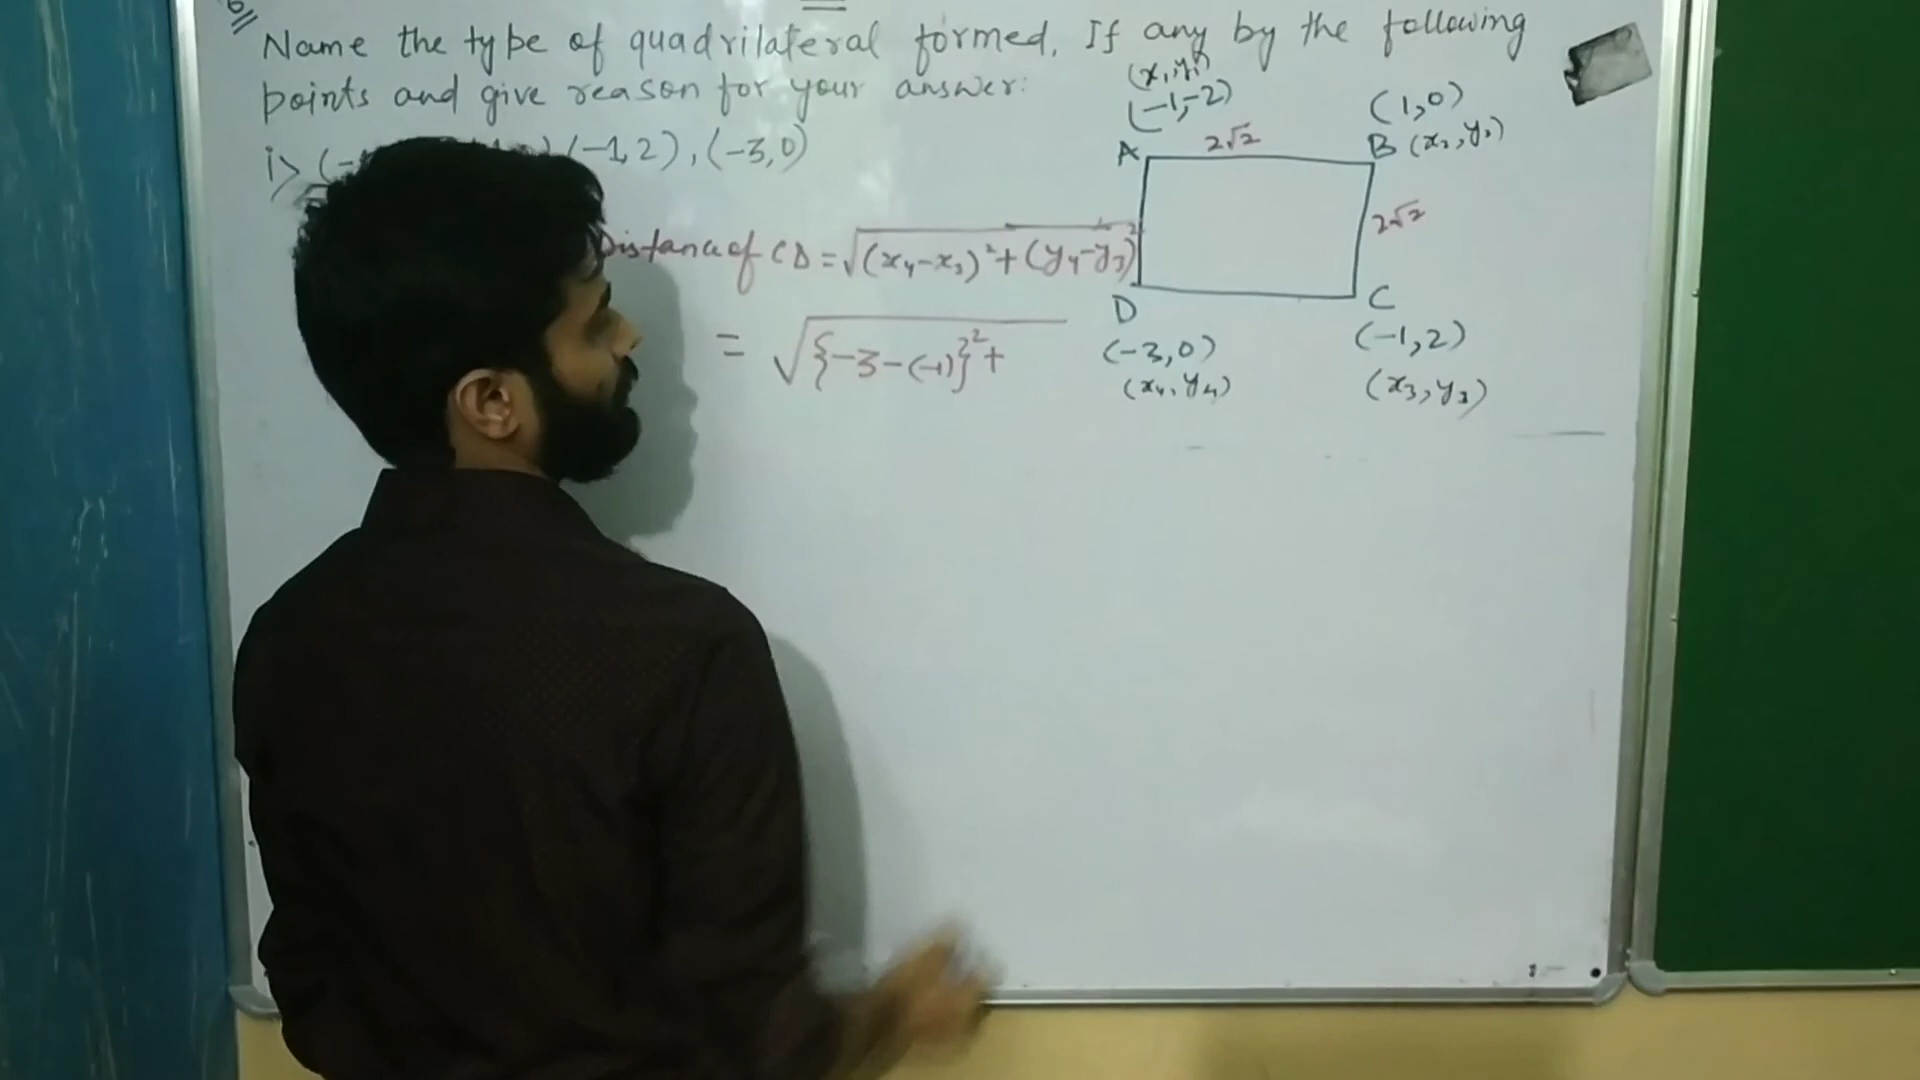 6||
Name the type of quadrilateral formed, If any by the following
points and give reason for your answer:
i> (-1,2), (-3,0)
Distance of CD = √(x₄-x₃)²+(y₄-y₃)²
= √{-3-(-1)}²+
(x₁,y₁)
(-1,-2)
A
2√2
(1,0)
B (x₂,y₂)
2√2
D
(-3,0)
(x₄,y₄)
C
(-1,2)
(x₃,y₃)